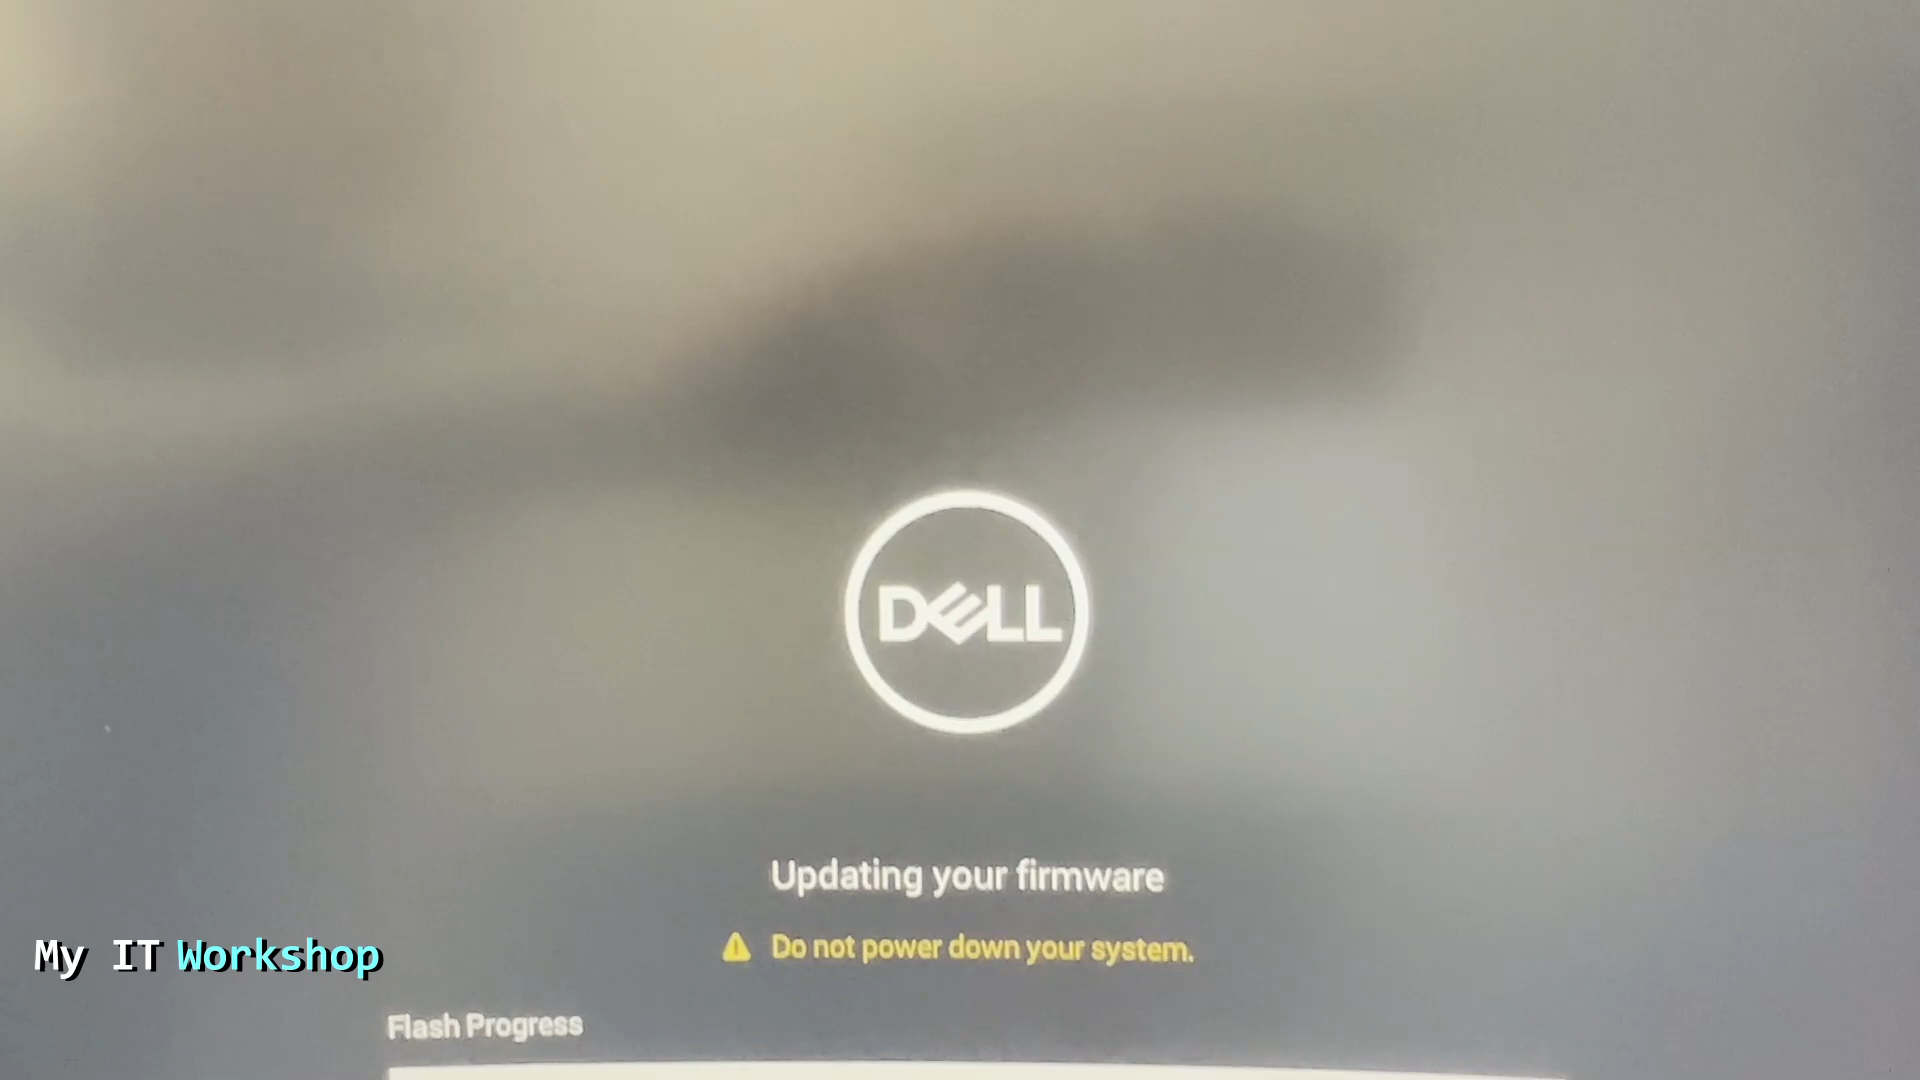 DELL
Updating your firmware
Do not power down your system.
My IT Workshop
Flash Progress